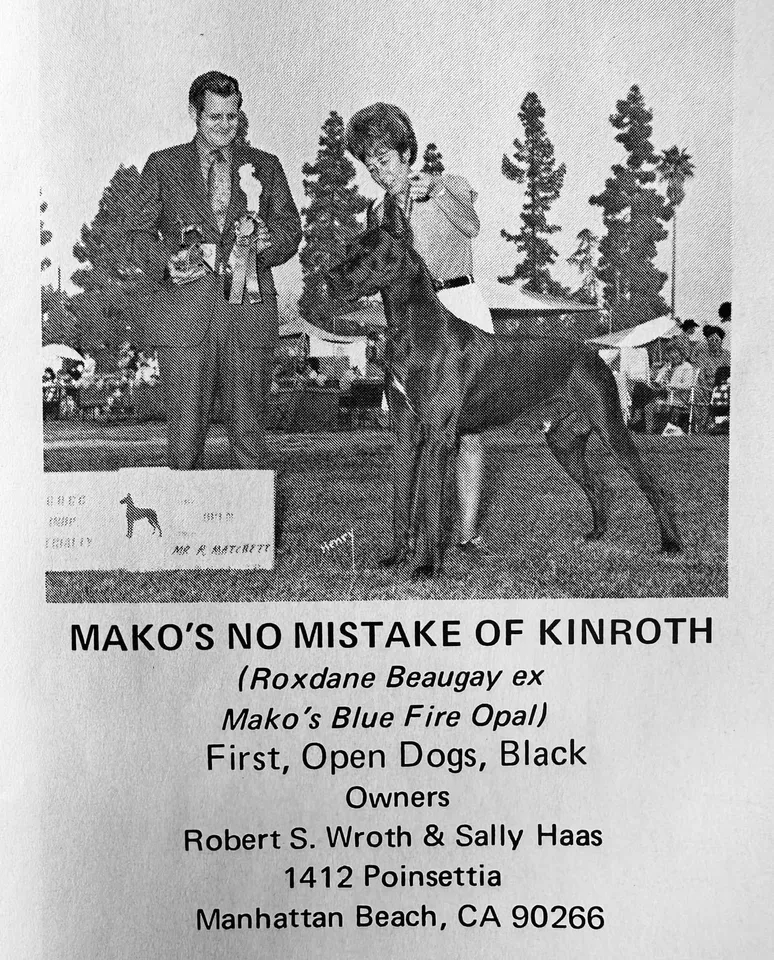 MR R MATCHETT
Henry
MAKO'S NO MISTAKE OF KINROTH
(Roxdane Beaugay ex
Mako's Blue Fire Opal)
First, Open Dogs, Black
Owners
Robert S. Wroth & Sally Haas
1412 Poinsettia
Manhattan Beach, CA 90266